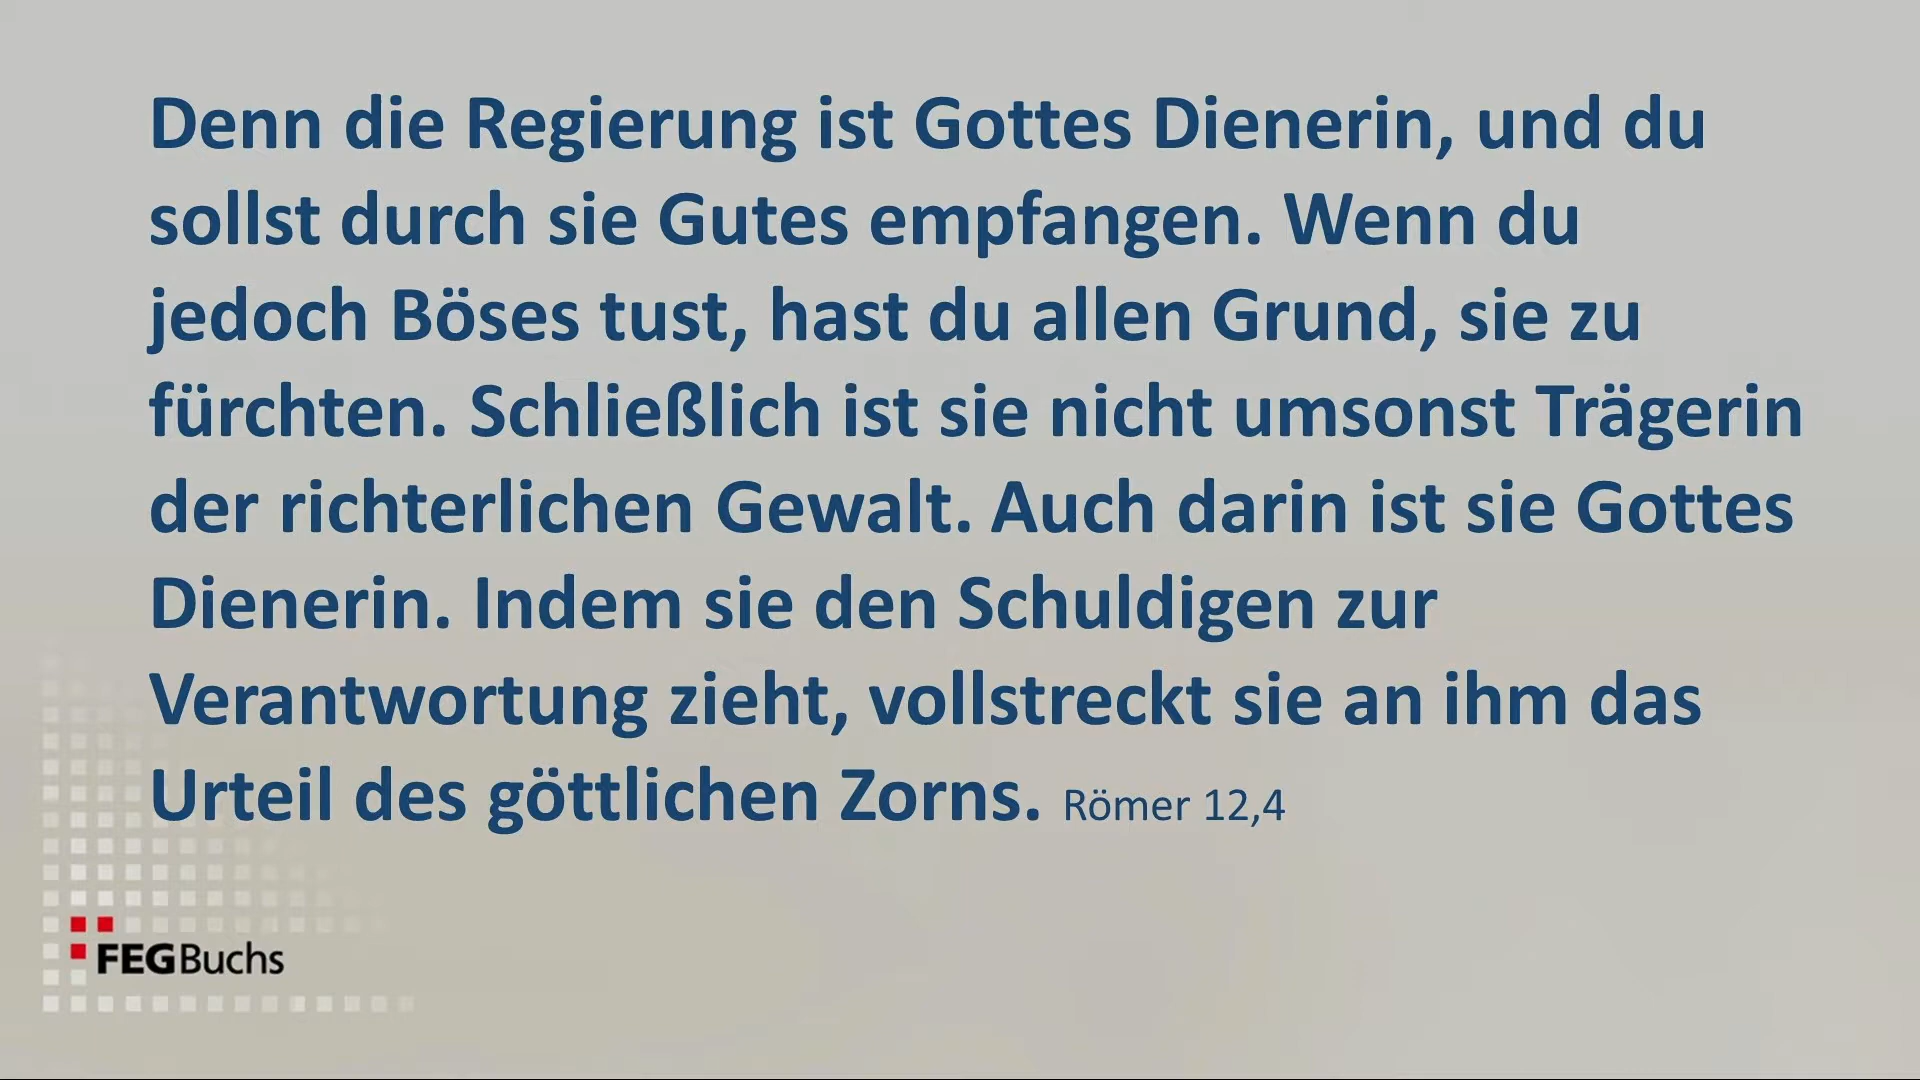 Denn die Regierung ist Gottes Dienerin, und du
sollst durch sie Gutes empfangen. Wenn du
jedoch Böses tust, hast du allen Grund, sie zu
fürchten. Schließlich ist sie nicht umsonst Trägerin
der richterlichen Gewalt. Auch darin ist sie Gottes
Dienerin. Indem sie den Schuldigen zur
Verantwortung zieht, vollstreckt sie an ihm das
Urteil des göttlichen Zorns. Römer 12,4
FEGBuchs